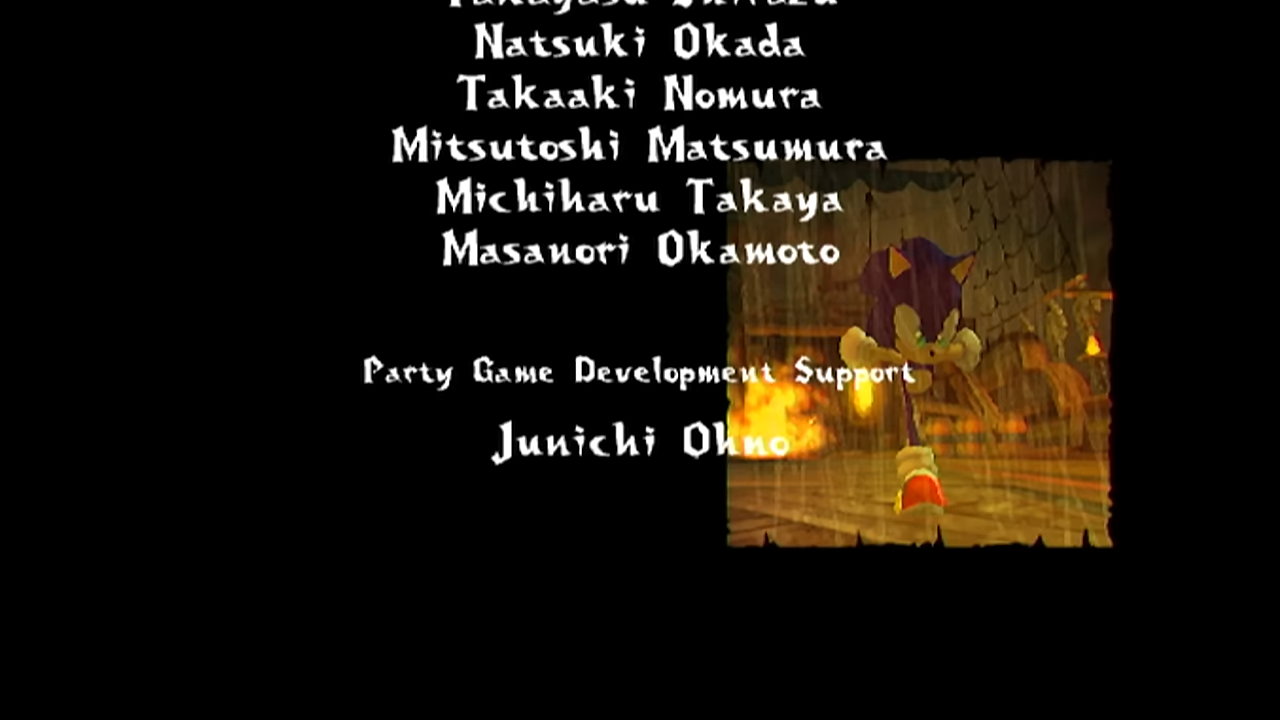 Natsuki Okada
Takaaki Nomura
Mitsutoshi Matsumura
Michiharu Takaya
Masanori Okamoto
Party Game Development Support
Junichi Ohno